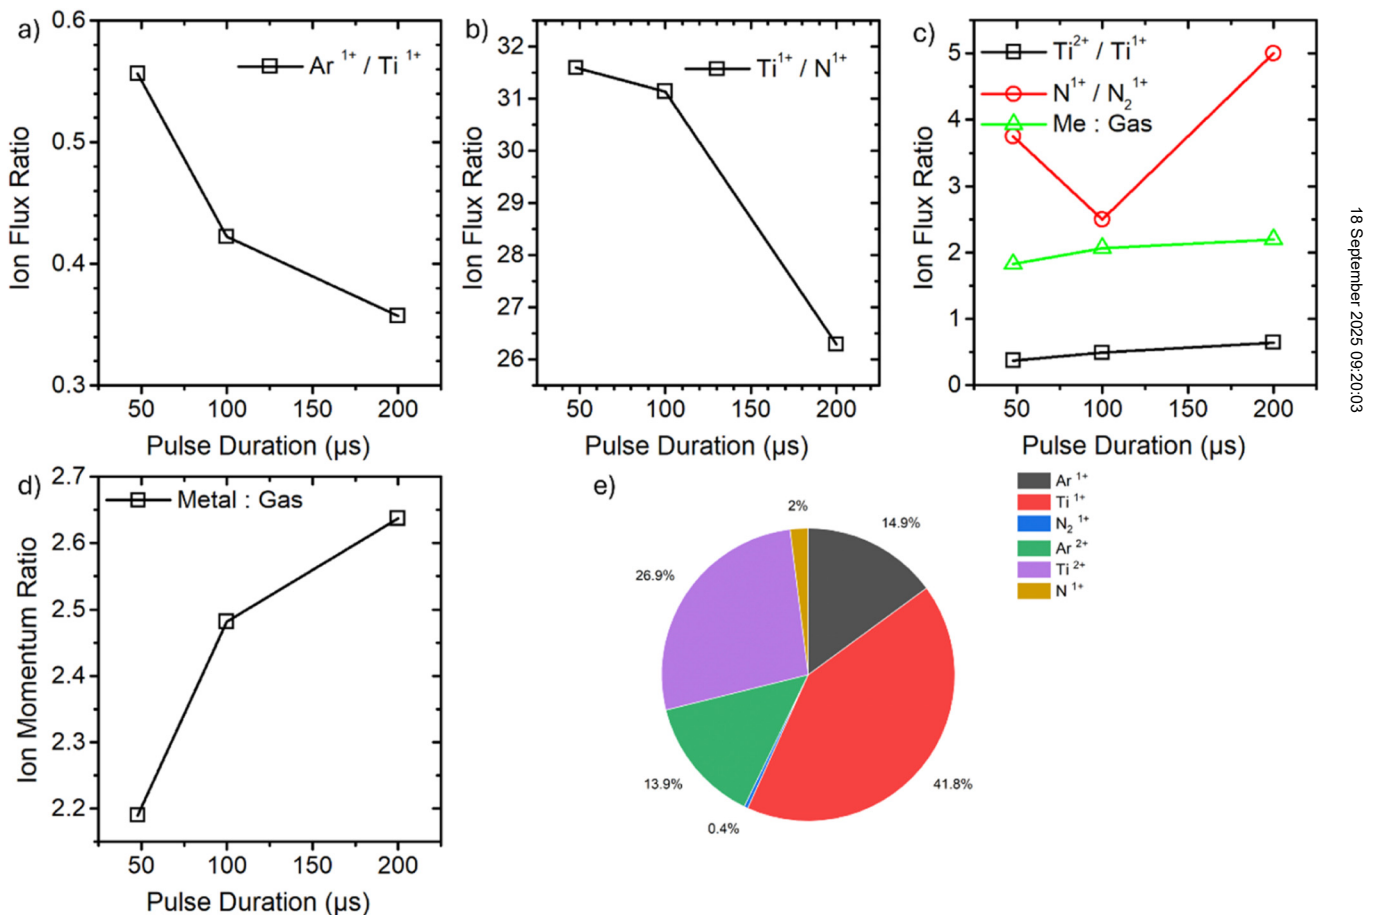 a)
Ar 1+ / Ti 1+
0.6
0.5
0.4
0.3
Ion Flux Ratio
50 100 150 200
Pulse Duration (µs)
b)
Ti1+ / N1+
32
31
30
29
28
27
26
Ion Flux Ratio
50 100 150 200
Pulse Duration (µs)
c)
Ti2+ / Ti1+
N1+ / N21+
Me : Gas
5
4
3
2
1
0
Ion Flux Ratio
50 100 150 200
Pulse Duration (µs)
18 September 2025 09:20:03
d)
Metal : Gas
2.7
2.6
2.5
2.4
2.3
2.2
Ion Momentum Ratio
50 100 150 200
Pulse Duration (µs)
e)
2%
14.9%
26.9%
13.9%
0.4%
41.8%
Ar 1+
Ti 1+
N2 1+
Ar 2+
Ti 2+
N 1+